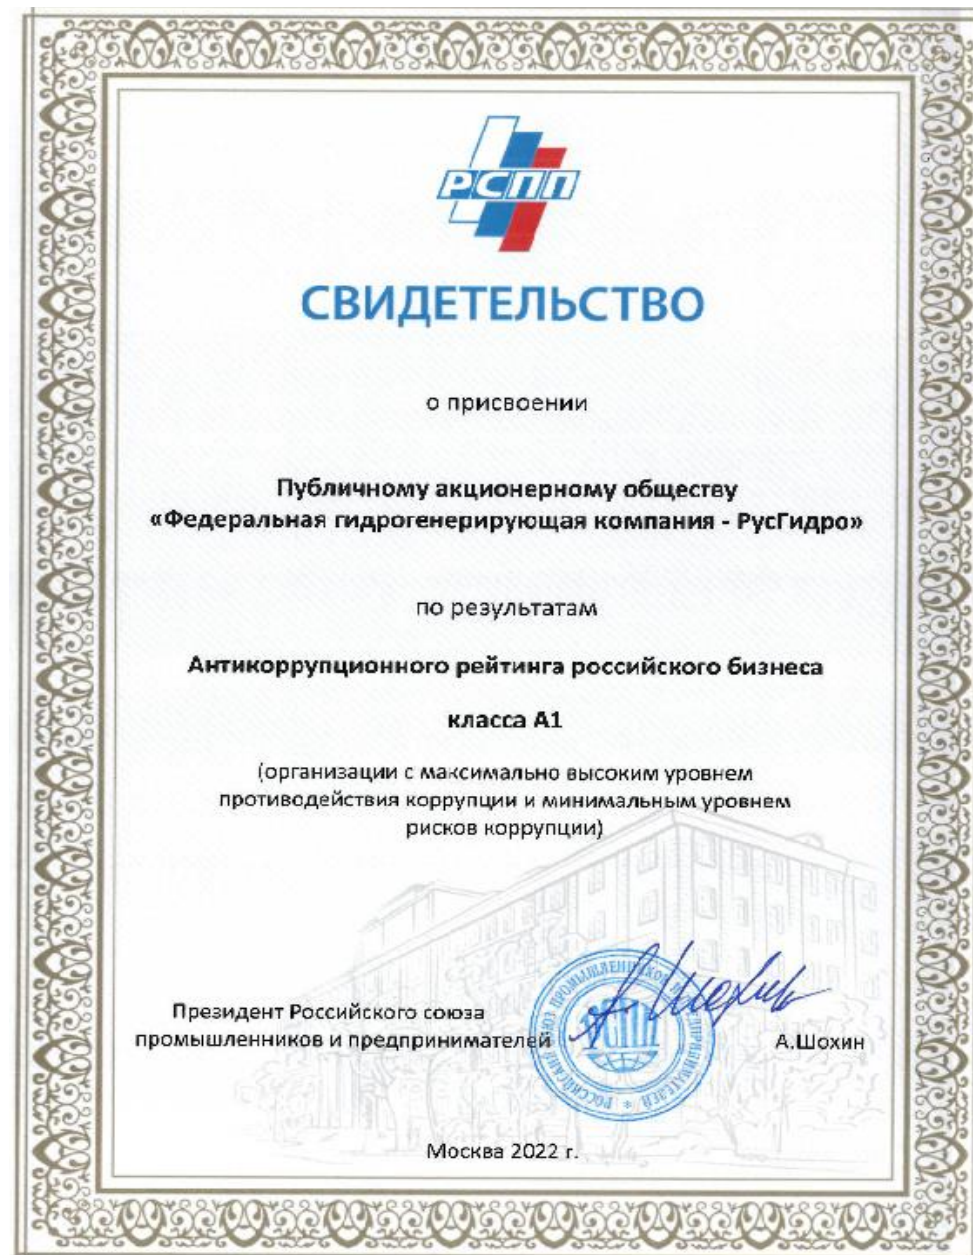 РСПП
СВИДЕТЕЛЬСТВО
о присвоении
Публичному акционерному обществу
«Федеральная гидрогенерирующая компания - РусГидро»
по результатам
Антикоррупционного рейтинга российского бизнеса
класса А1
(организации с максимально высоким уровнем
противодействия коррупции и минимальным уровнем
рисков коррупции)
Президент Российского союза
промышленников и предпринимателей
А.Шохин
Москва 2022 г.